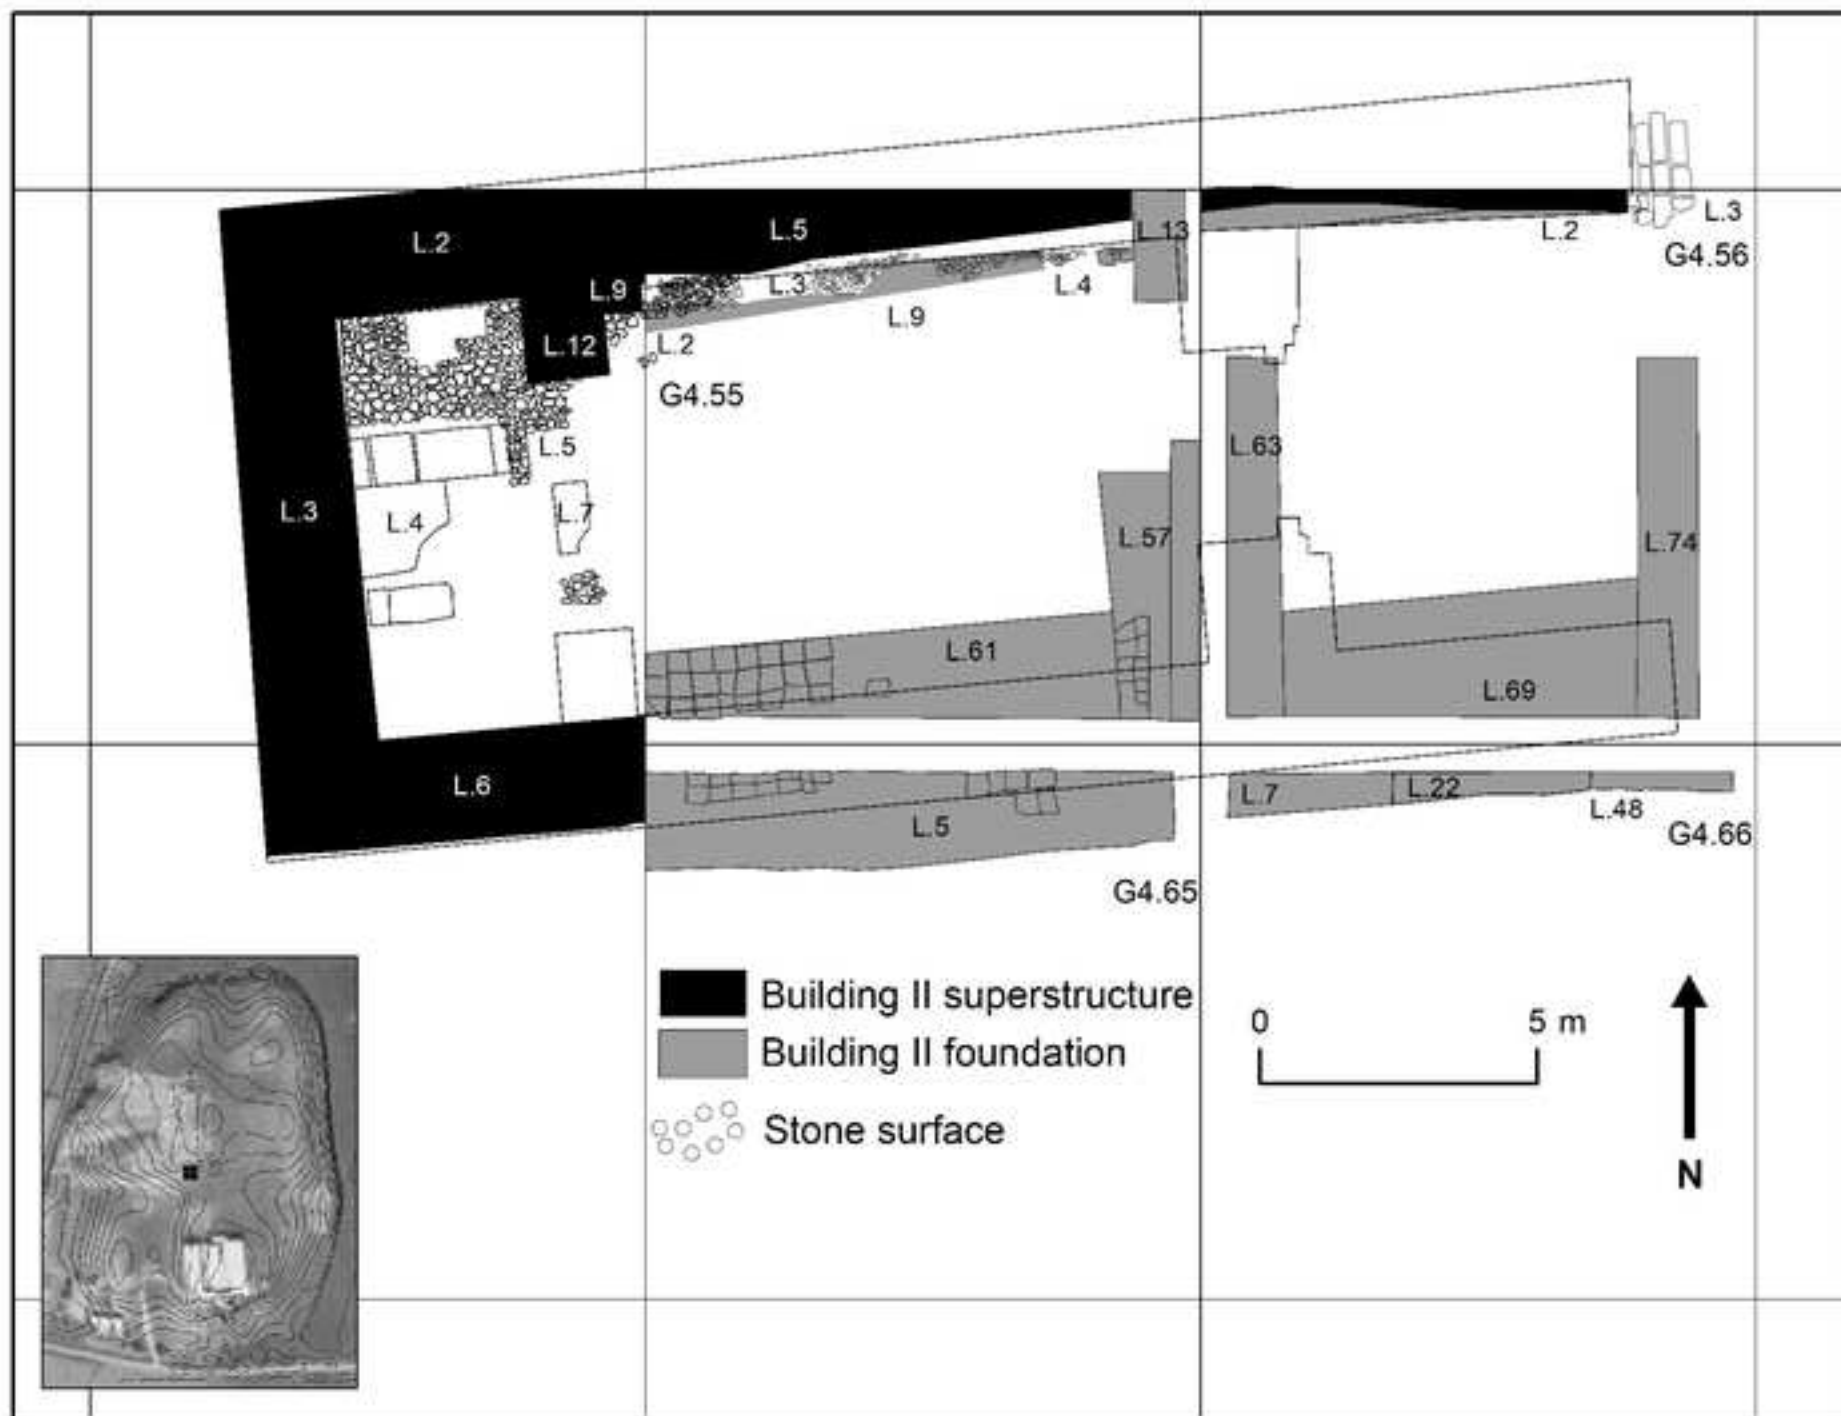 L.3
L.2
G4.56
L.2
L.5
L.13
L.9
L.3
L.4
L.9
L.12
L.2
G4.55
L.5
L.63
L.3
L.4
L.7
L.57
L.74
L.61
L.69
L.6
L.7
L.22
L.48
L.5
G4.66
G4.65
Building II superstructure
Building II foundation
Stone surface
0 5 m
N